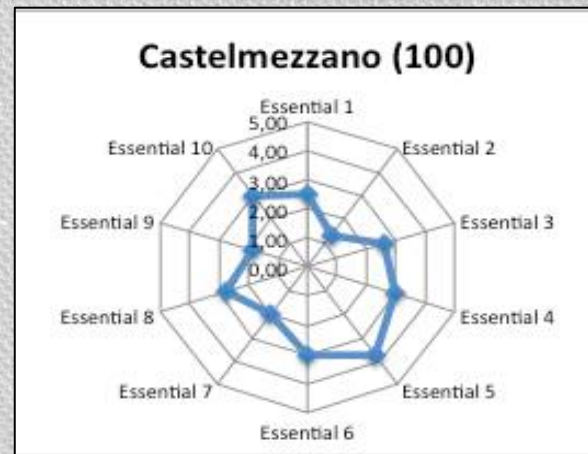 Castelmezzano (100)
Essential 1
Essential 2
Essential 3
Essential 4
Essential 5
Essential 6
Essential 7
Essential 8
Essential 9
Essential 10
5,00
4,00
3,00
2,00
1,00
0,00